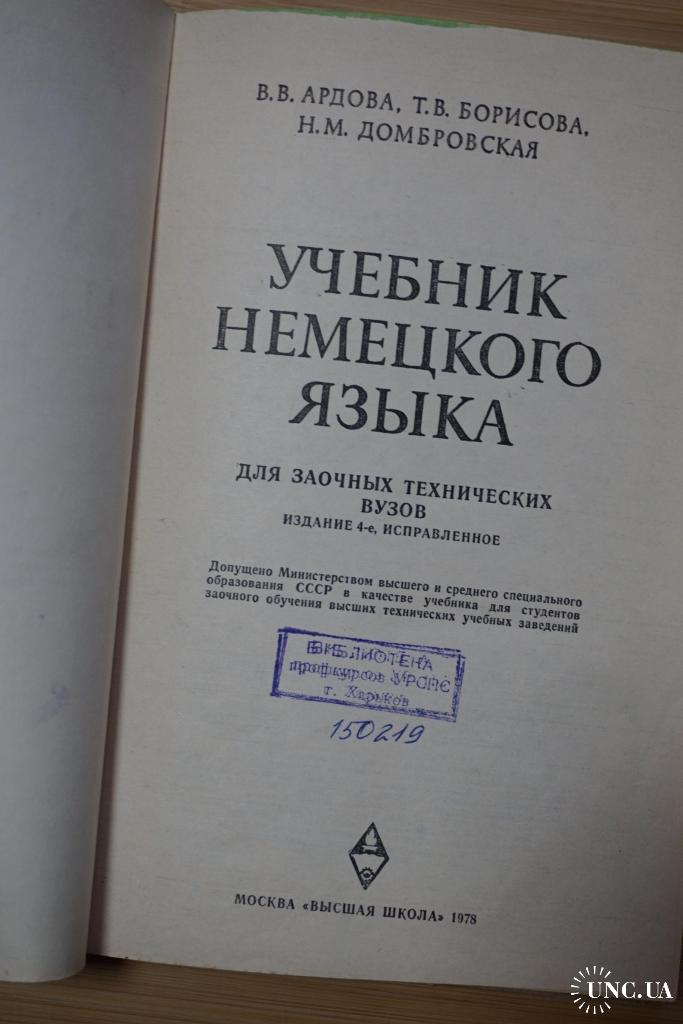 В.В. АРДОВА, Т.В. БОРИСОВА,
Н.М. ДОМБРОВСКАЯ
УЧЕБНИК
НЕМЕЦКОГО
ЯЗЫКА
ДЛЯ ЗАОЧНЫХ ТЕХНИЧЕСКИХ
ВУЗОВ
ИЗДАНИЕ 4-е, ИСПРАВЛЕННОЕ
Допущено Министерством высшего и среднего специального
образования СССР в качестве учебника для студентов
заочного обучения высших технических учебных заведений
БИБЛИОТЕКА
профкурсов УРСПС
г. Харьков
150219
МОСКВА «ВЫСШАЯ ШКОЛА» 1978
UNC.UA